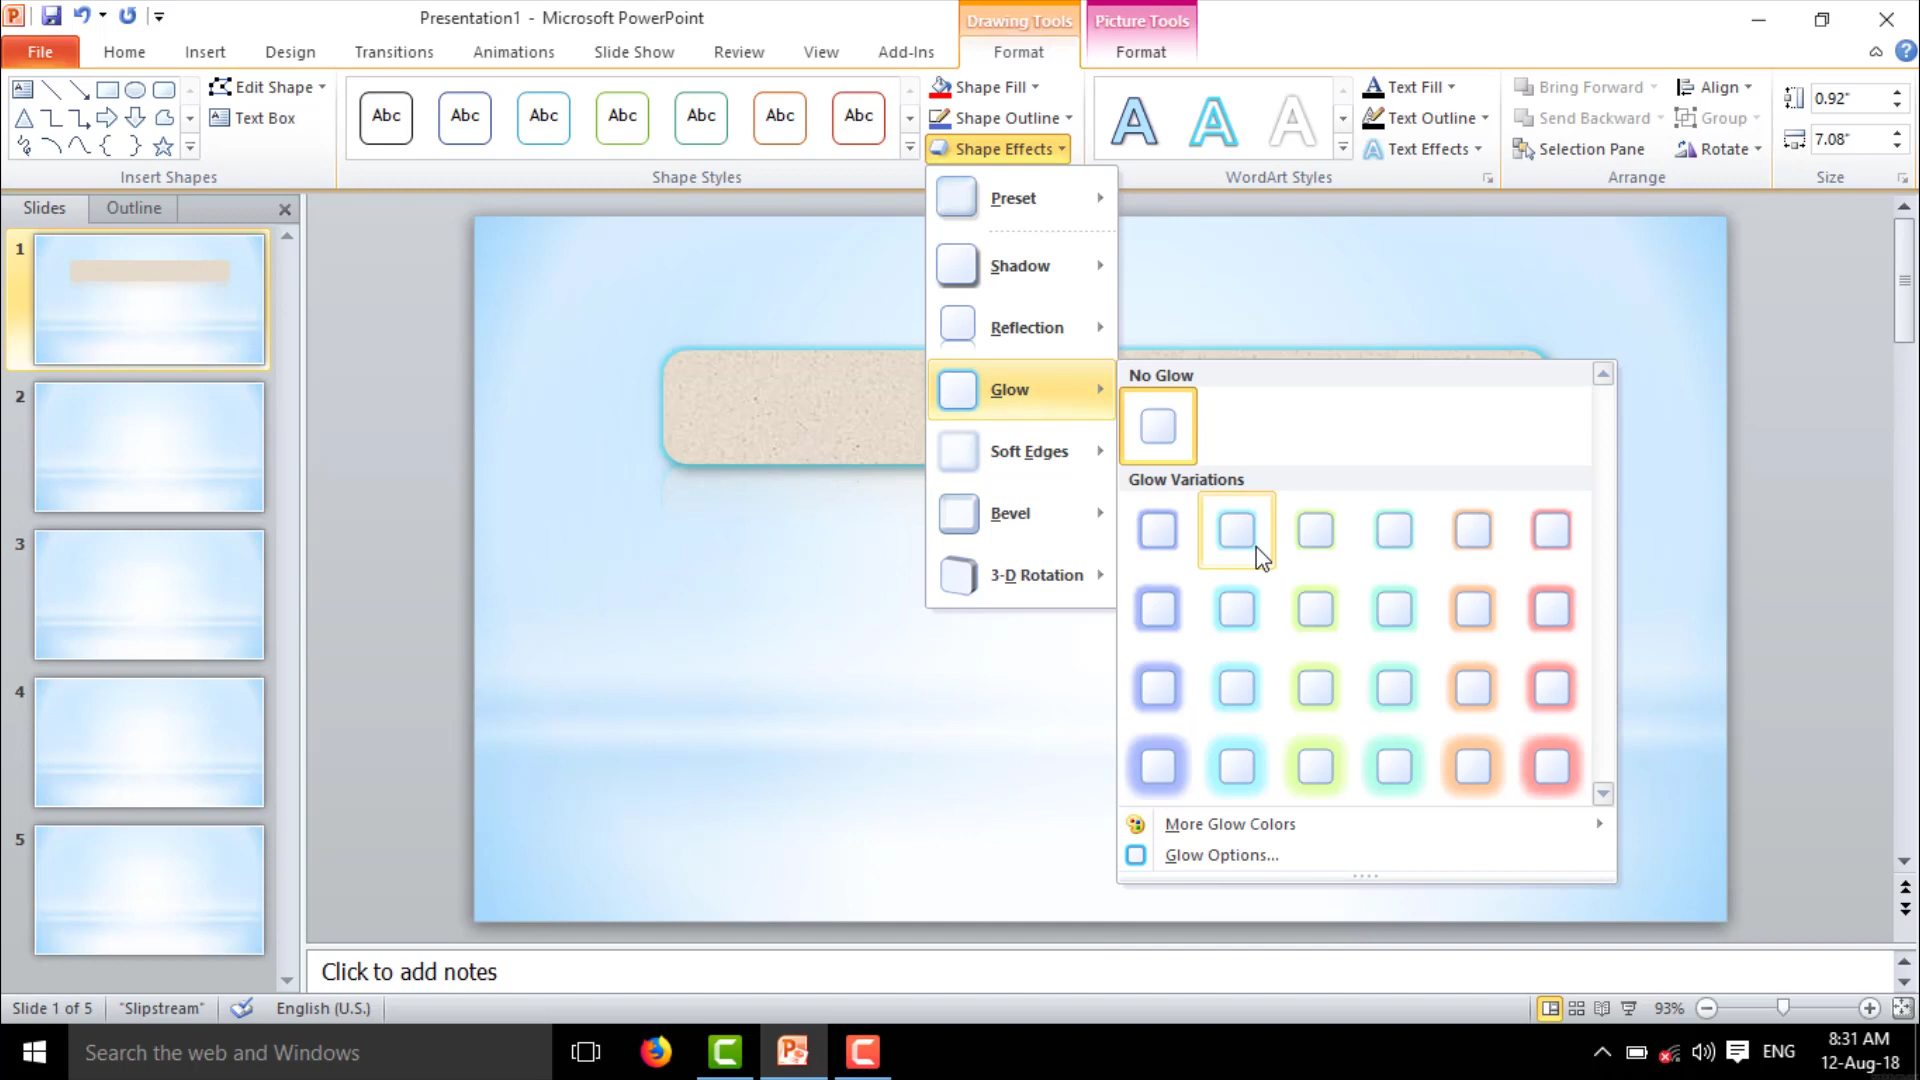 Presentation1 - Microsoft PowerPoint
Drawing Tools
Picture Tools
File
Home
Insert
Design
Transitions
Animations
Slide Show
Review
View
Add-Ins
Format
Format
Edit Shape
Text Box
Insert Shapes
Abc
Abc
Abc
Abc
Abc
Abc
Abc
Shape Styles
Shape Fill
Shape Outline
Shape Effects
WordArt Styles
Text Fill
Text Outline
Text Effects
Bring Forward
Send Backward
Selection Pane
Align
Group
Rotate
Arrange
0.92"
7.08"
Size
Slides
Outline
1
2
3
4
5
Preset
Shadow
Reflection
Glow
Soft Edges
Bevel
3-D Rotation
No Glow
Glow Variations
More Glow Colors
Glow Options...
Click to add notes
Slide 1 of 5
"Slipstream"
English (U.S.)
93%
Search the web and Windows
ENG
8:31 AM
12-Aug-18